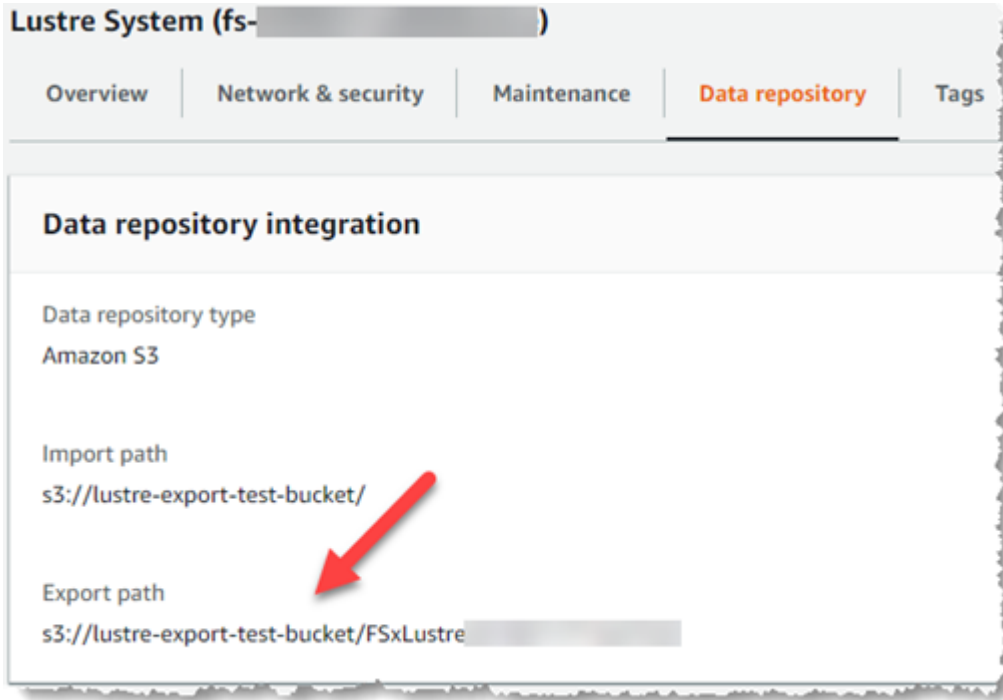 Lustre System (fs- )
Overview Network & security Maintenance Data repository Tags
Data repository integration
Data repository type
Amazon S3
Import path
s3://lustre-export-test-bucket/
Export path
s3://lustre-export-test-bucket/FSxLustre